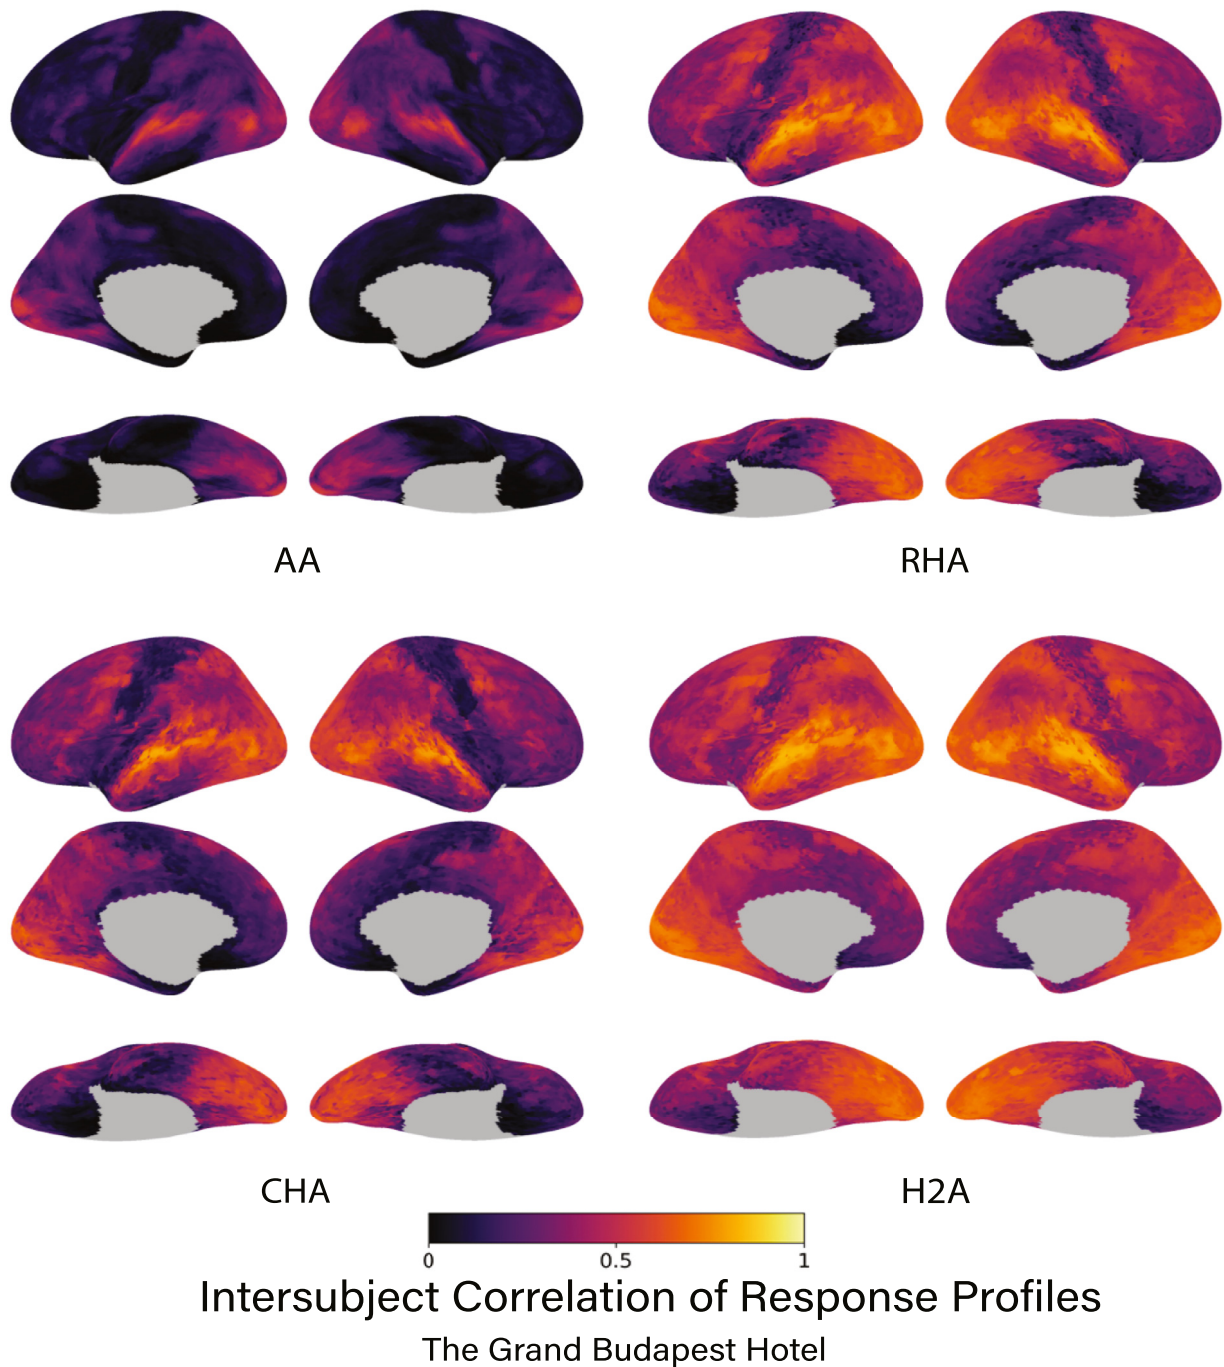 AA
RHA
CHA
H2A
0
0.5
1
Intersubject Correlation of Response Profiles
The Grand Budapest Hotel